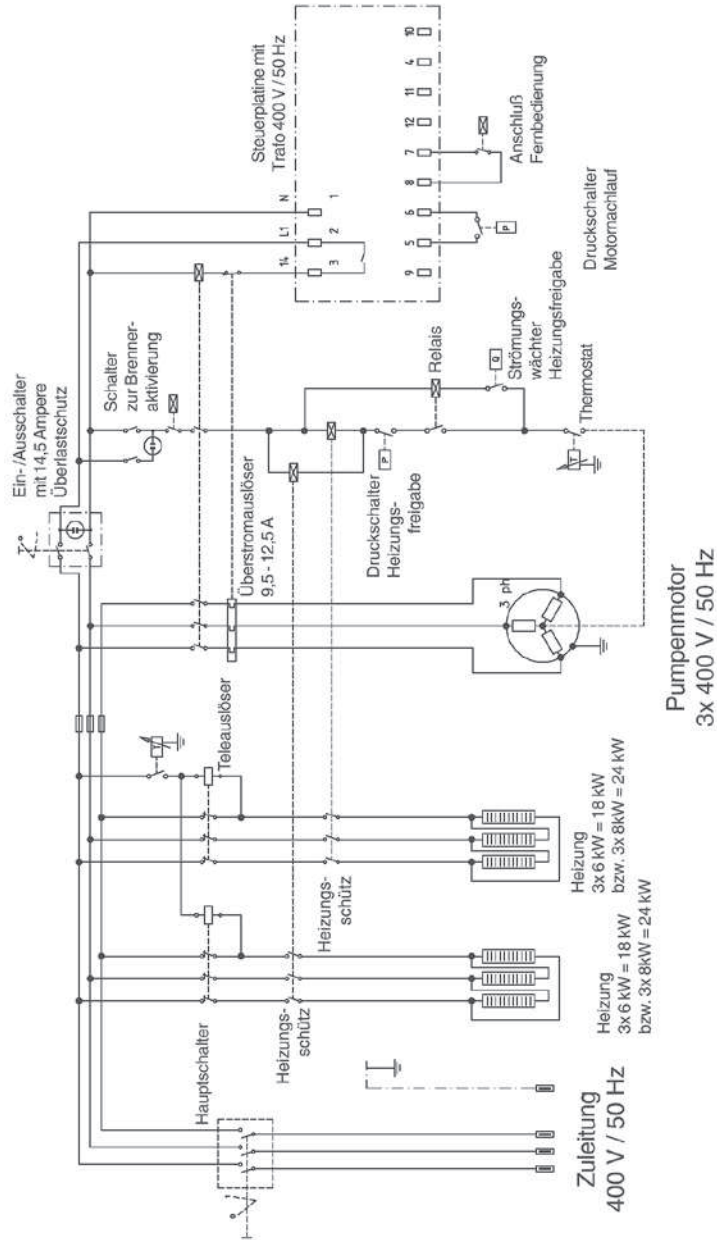 Hauptschalter
Zuleitung
400 V / 50 Hz
Heizungs-
schütz
Heizung
3x 6 kW = 18 kW
bzw. 3x 8kW = 24 kW
Teleauslöser
T
Heizungs-
schütz
Heizung
3x 6 kW = 18 kW
bzw. 3x 8kW = 24 kW
Ein-/Ausschalter
mit 14,5 Ampere
Überlastschutz
Überstromauslöser
9,5 - 12,5 A
3 ph
Pumpenmotor
3x 400 V / 50 Hz
Schalter
zur Brenner-
aktivierung
P
Druckschalter
Heizungs-
freigabe
Relais
Q
Strömungs-
wächter
Heizungsfreigabe
T
Thermostat
Steuerplatine mit
Trafo 400 V / 50 Hz
14 L1 N
3 2 1
9 5 6 8 7 12 11 4 10
P
Druckschalter
Motornachlauf
Anschluß
Fernbedienung